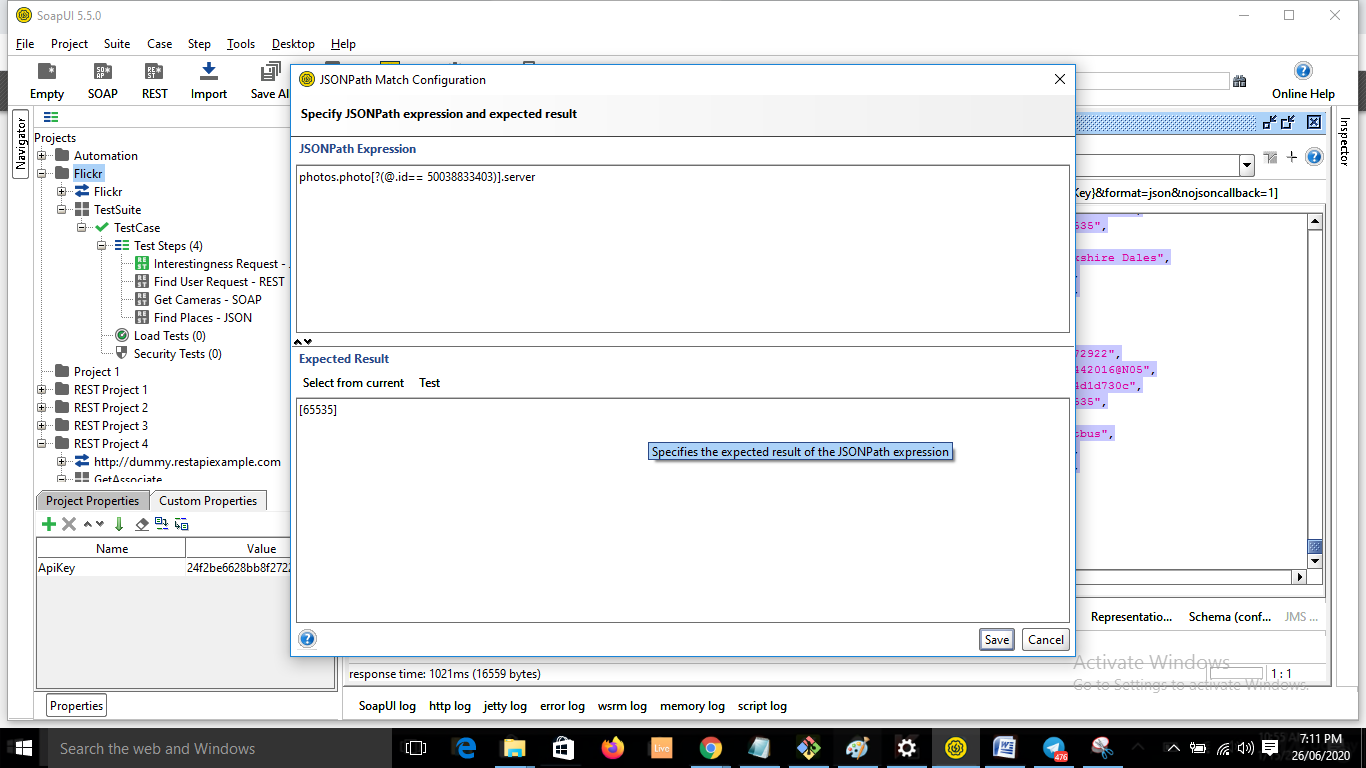 SoapUI 5.5.0
File Project Suite Case Step Tools Desktop Help
Empty SOAP REST Import Save Al
Online Help
JSONPath Match Configuration
Specify JSONPath expression and expected result
JSONPath Expression
photos.photo[?(@.id== 50038833403)].server
Expected Result
Select from current Test
[65535]
Specifies the expected result of the JSONPath expression
Save Cancel
Navigator
Projects
Automation
Flickr
Flickr
TestSuite
TestCase
Test Steps (4)
Interestingness Request -
Find User Request - REST
Get Cameras - SOAP
Find Places - JSON
Load Tests (0)
Security Tests (0)
Project 1
REST Project 1
REST Project 2
REST Project 3
REST Project 4
http://dummy.restapiexample.com
GetAssociate
Project Properties Custom Properties
Name Value
ApiKey 24f2be6628bb8f272
Properties
Inspector
Key}&format=json&nojsoncallback=1]
535",
kshire Dales",
72922",
442016@N05",
4d1d730c",
535",
tbus",
Representatio... Schema (conf... JMS ...
response time: 1021ms (16559 bytes)
1 : 1
Activate Windows
Go to Settings to activate Windows.
SoapUI log http log jetty log error log wsrm log memory log script log
Search the web and Windows
Live
476
7:11 PM
26/06/2020